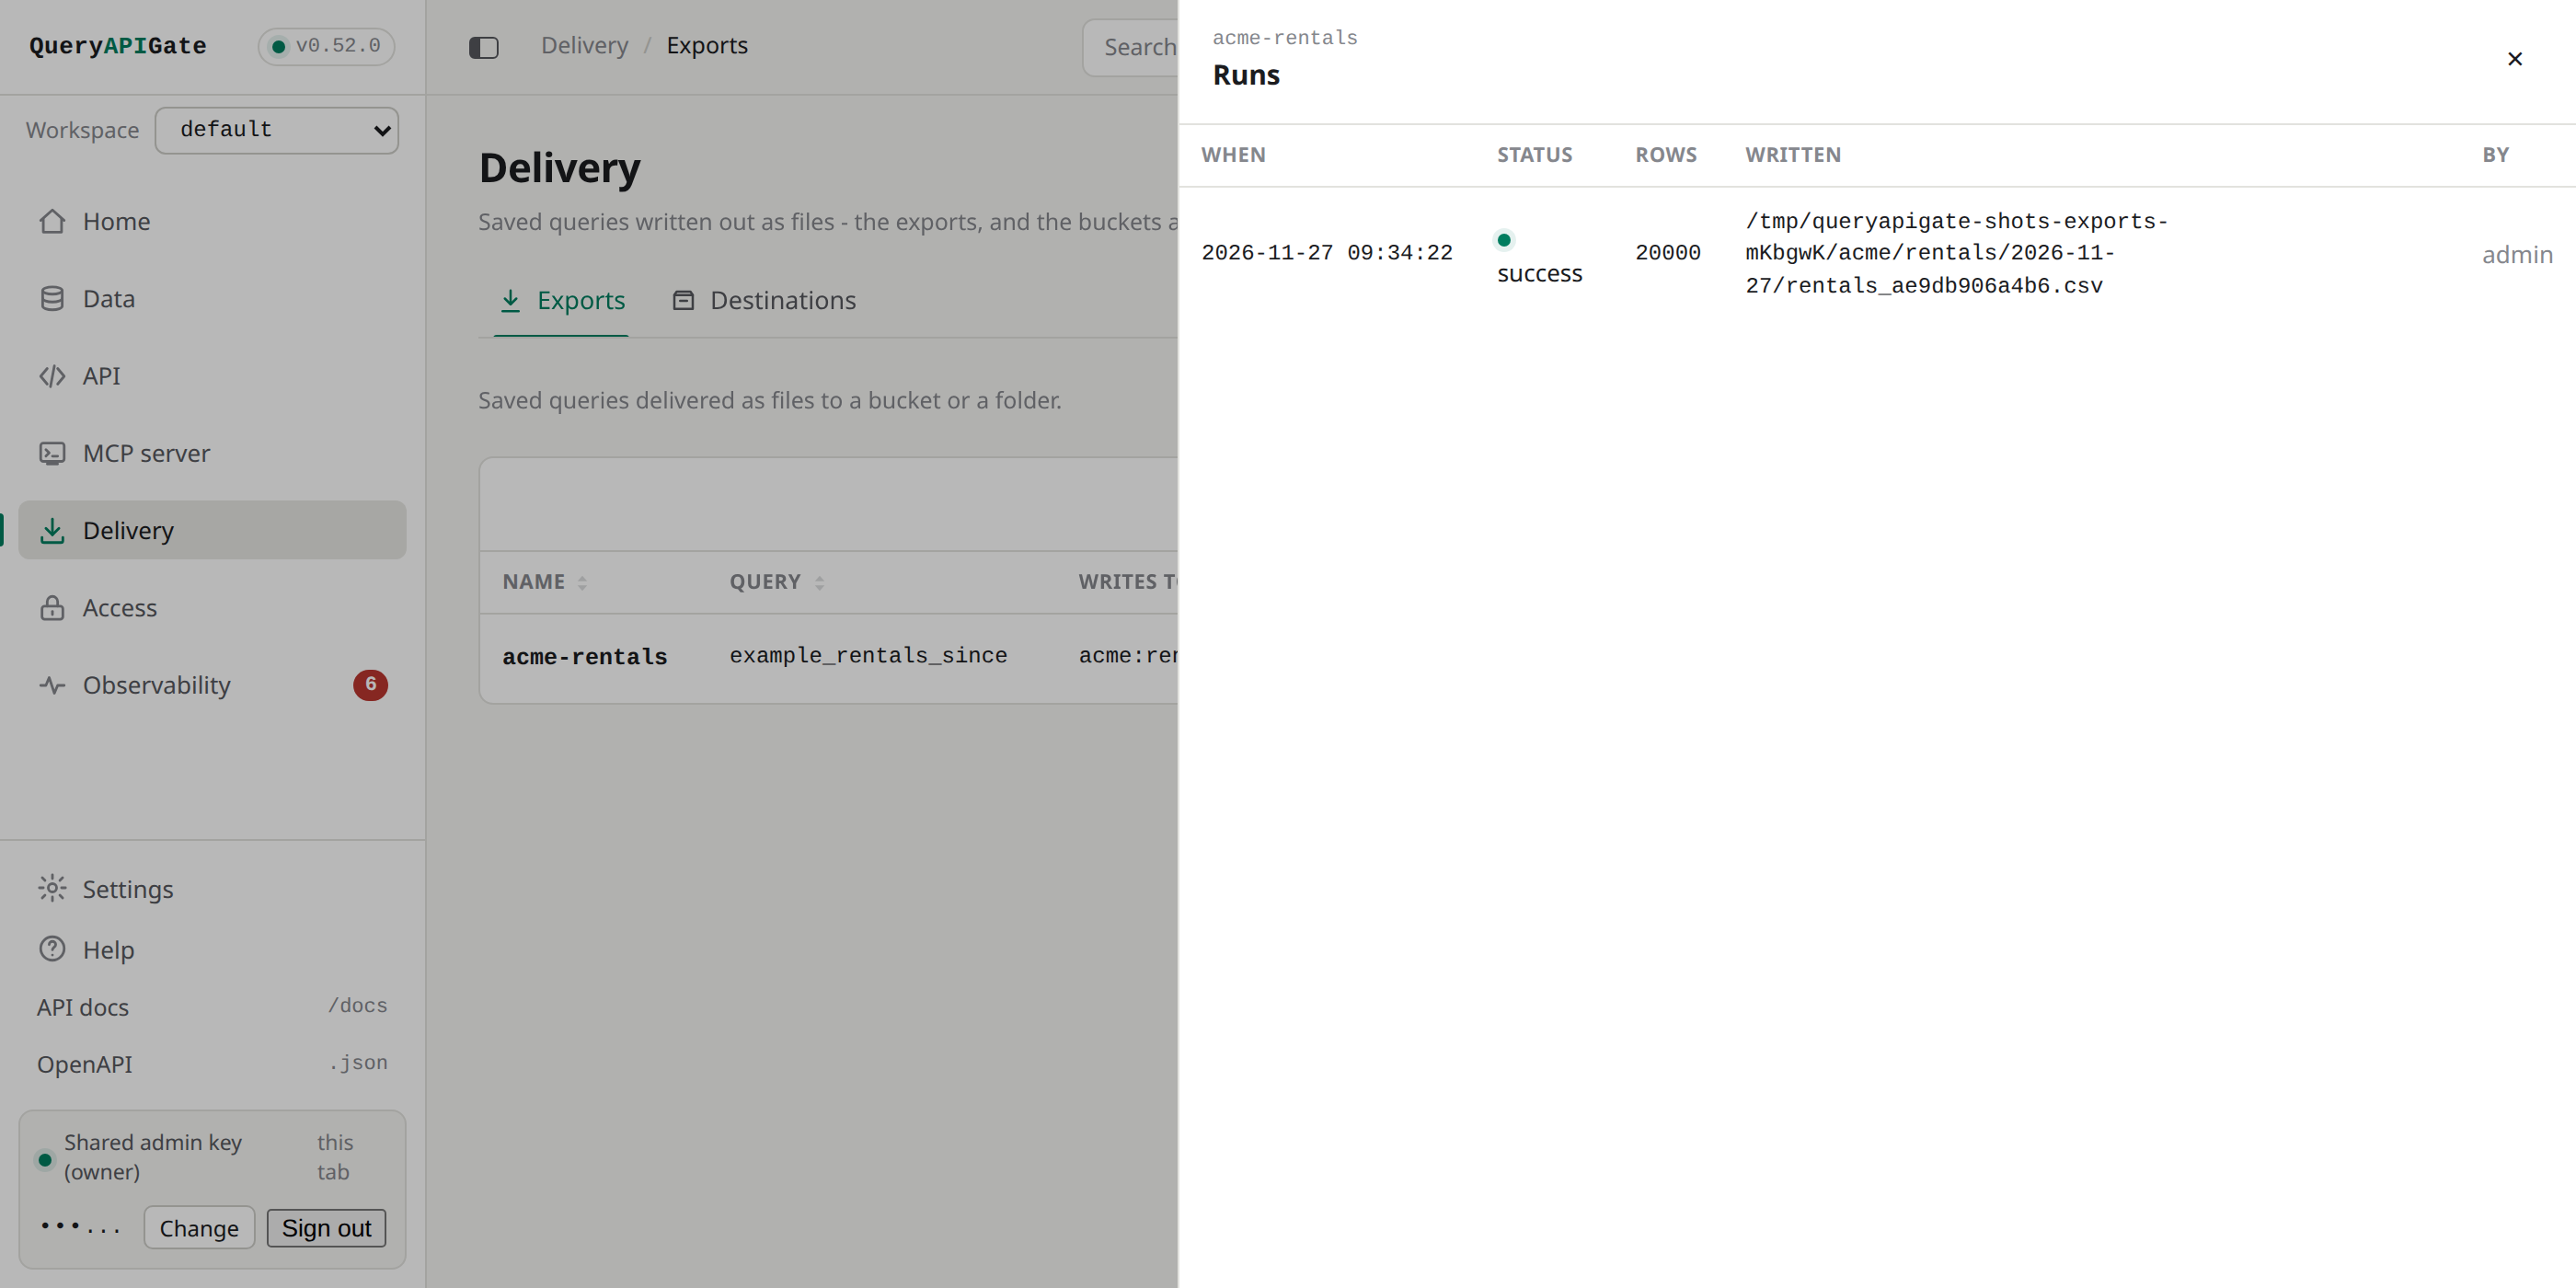 QueryAPIGate
v0.52.0
Workspace
default
Home
Data
API
MCP server
Delivery
Access
Observability
6
Settings
Help
API docs
/docs
OpenAPI
.json
Shared admin key (owner)
this tab
•••...
Change
Sign out
Delivery / Exports
Search
Delivery
Saved queries written out as files - the exports, and the buckets a
Exports
Destinations
Saved queries delivered as files to a bucket or a folder.
NAME
QUERY
WRITES T
acme-rentals
example_rentals_since
acme:ren
acme-rentals
Runs
×
WHEN
STATUS
ROWS
WRITTEN
BY
2026-11-27 09:34:22
success
20000
/tmp/queryapigate-shots-exports-
mKbgwK/acme/rentals/2026-11-
27/rentals_ae9db906a4b6.csv
admin